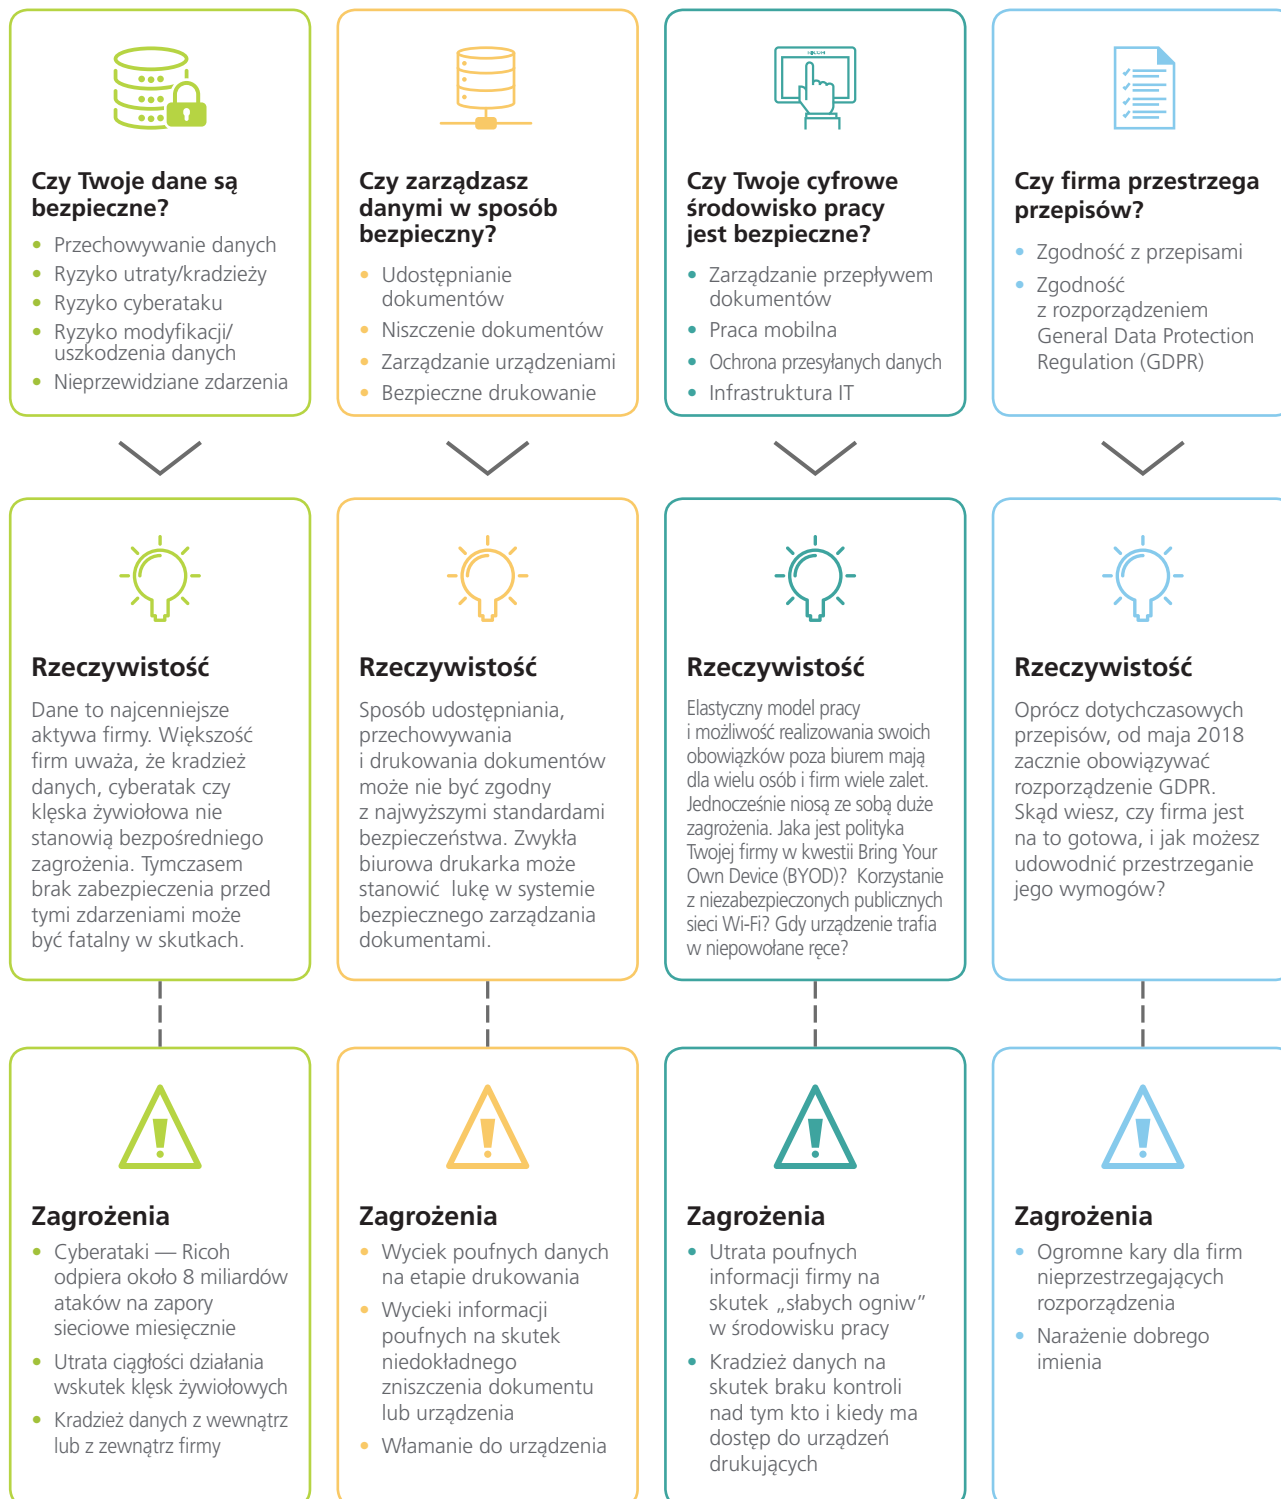 Czy Twoje dane są
bezpieczne?
• Przechowywanie danych
• Ryzyko utraty/kradzieży
• Ryzyko cyberataku
• Ryzyko modyfikacji/
uszkodzenia danych
• Nieprzewidziane zdarzenia
Czy zarządzasz
danymi w sposób
bezpieczny?
• Udostępnianie
dokumentów
• Niszczenie dokumentów
• Zarządzanie urządzeniami
• Bezpieczne drukowanie
Czy Twoje cyfrowe
środowisko pracy
jest bezpieczne?
• Zarządzanie przepływem
dokumentów
• Praca mobilna
• Ochrona przesyłanych danych
• Infrastruktura IT
Czy firma przestrzega
przepisów?
• Zgodność z przepisami
• Zgodność
z rozporządzeniem
General Data Protection
Regulation (GDPR)
Rzeczywistość
Dane to najcenniejsze
aktywa firmy. Większość
firm uważa, że kradzież
danych, cyberatak czy
klęska żywiołowa nie
stanowią bezpośredniego
zagrożenia. Tymczasem
brak zabezpieczenia przed
tymi zdarzeniami może
być fatalny w skutkach.
Rzeczywistość
Sposób udostępniania,
przechowywania
i drukowania dokumentów
może nie być zgodny
z najwyższymi standardami
bezpieczeństwa. Zwykła
biurowa drukarka może
stanowić lukę w systemie
bezpiecznego zarządzania
dokumentami.
Rzeczywistość
Elastyczny model pracy
i możliwość realizowania swoich
obowiązków poza biurem mają
dla wielu osób i firm wiele zalet.
Jednocześnie niosą ze sobą duże
zagrożenia. Jaka jest polityka
Twojej firmy w kwestii Bring Your
Own Device (BYOD)? Korzystanie
z niezabezpieczonych publicznych
sieci Wi-Fi? Gdy urządzenie trafia
w niepowołane ręce?
Rzeczywistość
Oprócz dotychczasowych
przepisów, od maja 2018
zacznie obowiązywać
rozporządzenie GDPR.
Skąd wiesz, czy firma jest
na to gotowa, i jak możesz
udowodnić przestrzeganie
jego wymogów?
Zagrożenia
• Cyberataki — Ricoh
odpiera około 8 miliardów
ataków na zapory
sieciowe miesięcznie
• Utrata ciągłości działania
wskutek klęsk żywiołowych
• Kradzież danych z wewnątrz
lub z zewnątrz firmy
Zagrożenia
• Wyciek poufnych danych
na etapie drukowania
• Wycieki informacji
poufnych na skutek
niedokładnego
zniszczenia dokumentu
lub urządzenia
• Włamanie do urządzenia
Zagrożenia
• Utrata poufnych
informacji firmy na
skutek „słabych ogniw”
w środowisku pracy
• Kradzież danych na
skutek braku kontroli
nad tym kto i kiedy ma
dostęp do urządzeń
drukujących
Zagrożenia
• Ogromne kary dla firm
nieprzestrzegających
rozporządzenia
• Narażenie dobrego
imienia